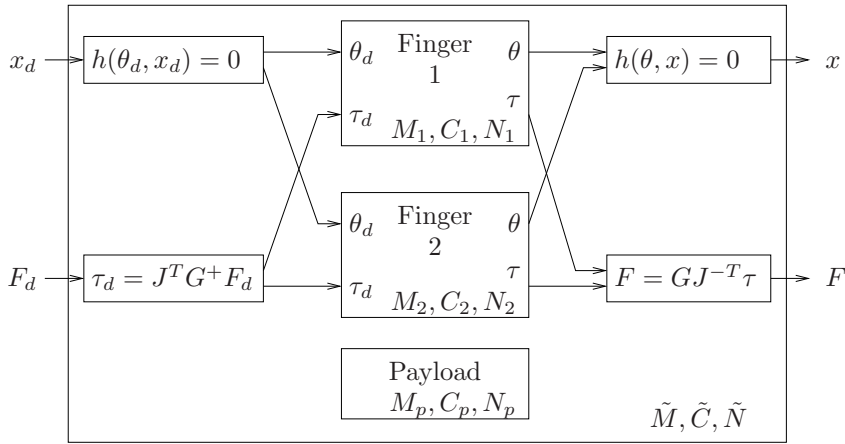 x_d
h(θ_d, x_d) = 0
F_d
τ_d = J^T G^+ F_d
θ_d Finger θ
1
τ_d τ
M_1, C_1, N_1
θ_d Finger θ
2
τ_d τ
M_2, C_2, N_2
Payload
M_p, C_p, N_p
h(θ, x) = 0
x
F = GJ^{-T} τ
F
M̃, C̃, Ñ